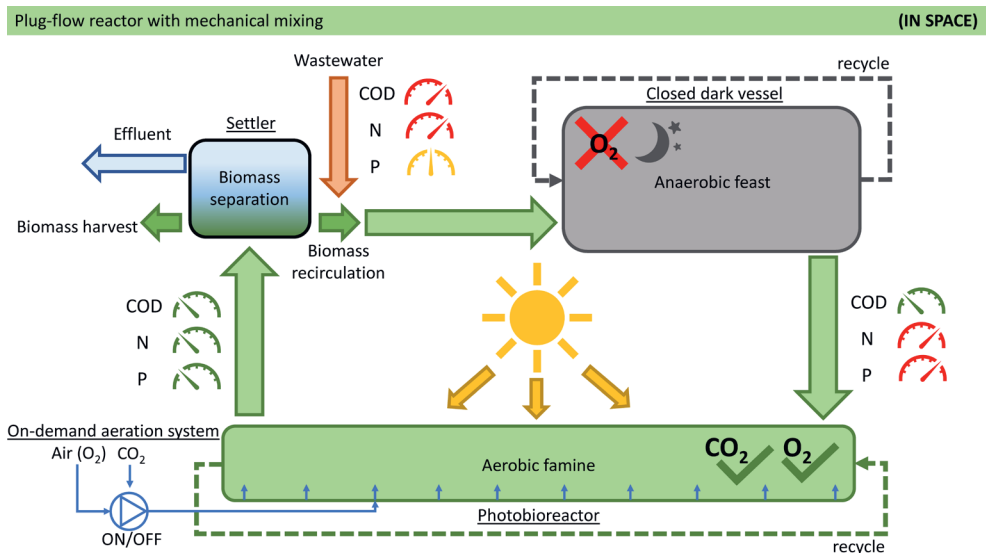 Plug-flow reactor with mechanical mixing
(IN SPACE)
Wastewater
COD
N
P
recycle
Closed dark vessel
O2
Anaerobic feast
Settler
Effluent
Biomass
separation
Biomass harvest
Biomass
recirculation
COD
N
P
COD
N
P
On-demand aeration system
Air (O2)
CO2
ON/OFF
Aerobic famine
CO2
O2
Photobioreactor
recycle